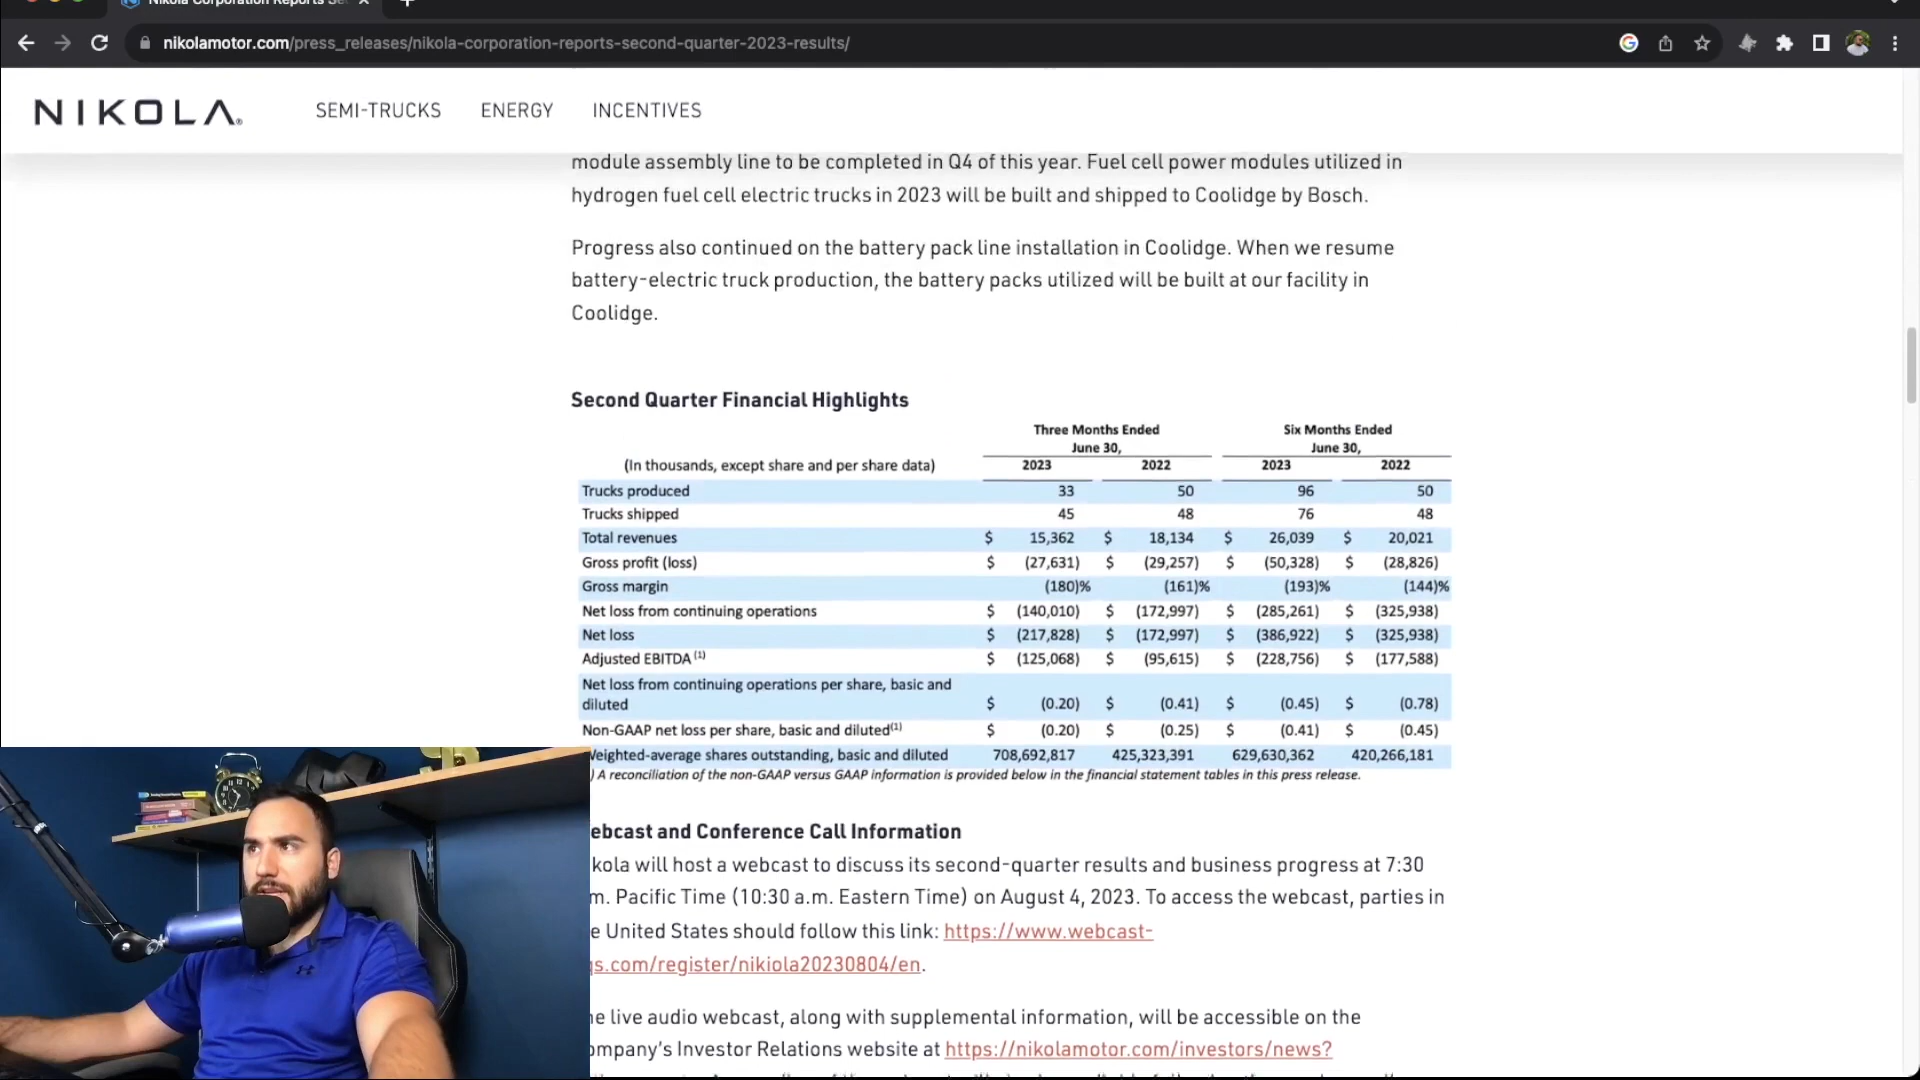 Nikola Corporation Reports Se
nikolamotor.com/press_releases/nikola-corporation-reports-second-quarter-2023-results/
NIKOLA SEMI-TRUCKS ENERGY INCENTIVES
module assembly line to be completed in Q4 of this year. Fuel cell power modules utilized in
hydrogen fuel cell electric trucks in 2023 will be built and shipped to Coolidge by Bosch.
Progress also continued on the battery pack line installation in Coolidge. When we resume
battery-electric truck production, the battery packs utilized will be built at our facility in
Coolidge.
Second Quarter Financial Highlights
Three Months Ended Six Months Ended
June 30, June 30,
(In thousands, except share and per share data) 2023 2022 2023 2022
Trucks produced 33 50 96 50
Trucks shipped 45 48 76 48
Total revenues $ 15,362 $ 18,134 $ 26,039 $ 20,021
Gross profit (loss) $ (27,631) $ (29,257) $ (50,328) $ (28,826)
Gross margin (180)% (161)% (193)% (144)%
Net loss from continuing operations $ (140,010) $ (172,997) $ (285,261) $ (325,938)
Net loss $ (217,828) $ (172,997) $ (386,922) $ (325,938)
Adjusted EBITDA (1) $ (125,068) $ (95,615) $ (228,756) $ (177,588)
Net loss from continuing operations per share, basic and
diluted $ (0.20) $ (0.41) $ (0.45) $ (0.78)
Non-GAAP net loss per share, basic and diluted(1) $ (0.20) $ (0.25) $ (0.41) $ (0.45)
Weighted-average shares outstanding, basic and diluted 708,692,817 425,323,391 629,630,362 420,266,181
) A reconciliation of the non-GAAP versus GAAP information is provided below in the financial statement tables in this press release.
ebcast and Conference Call Information
kola will host a webcast to discuss its second-quarter results and business progress at 7:30
m. Pacific Time (10:30 a.m. Eastern Time) on August 4, 2023. To access the webcast, parties in
e United States should follow this link: https://www.webcast-
qs.com/register/nikiola20230804/en.
he live audio webcast, along with supplemental information, will be accessible on the
ompany's Investor Relations website at https://nikolamotor.com/investors/news?